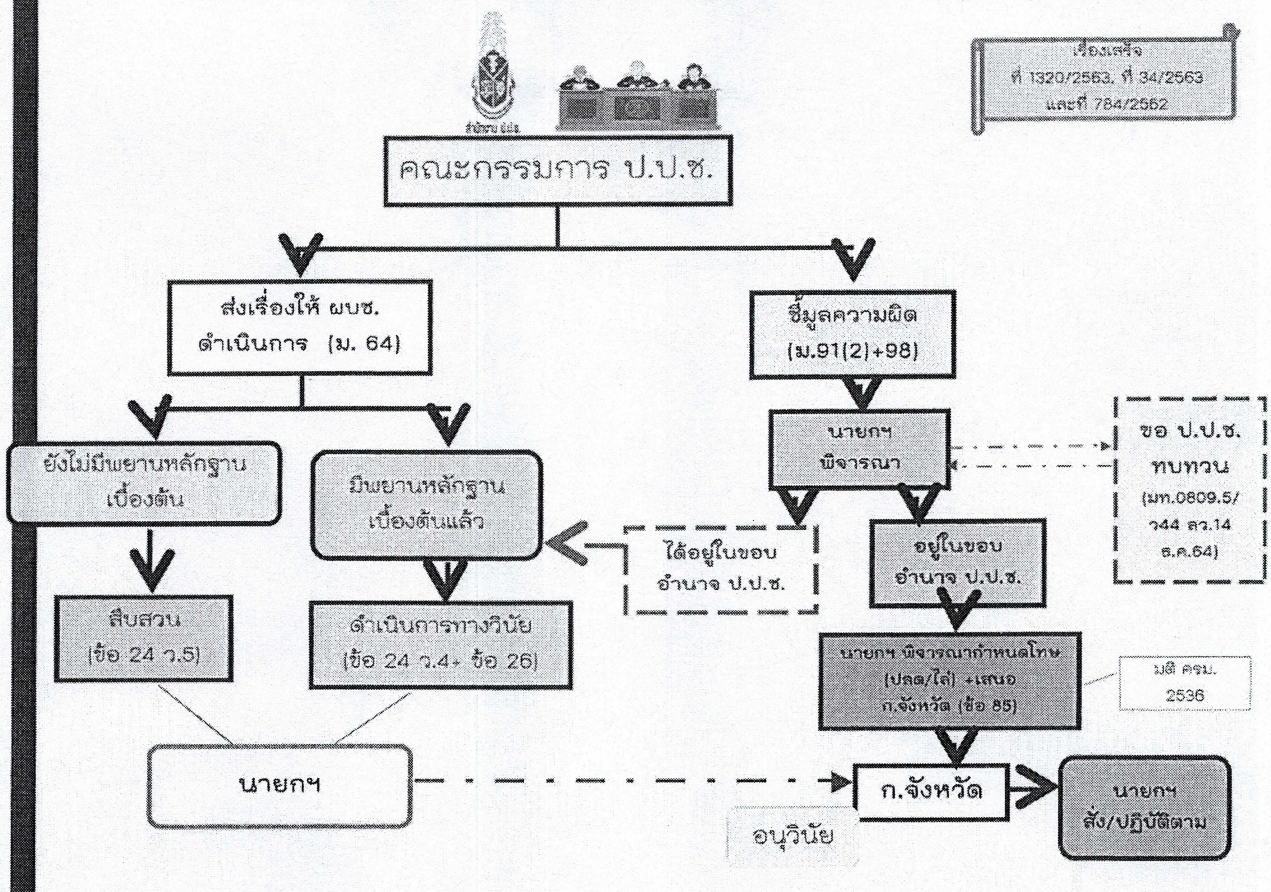 เรื่องเสร็จ
ที่ 1320/2563, ที่ 34/2563
และที่ 784/2562
สำนักงาน ป.ป.ช.
คณะกรรมการ ป.ป.ช.
ส่งเรื่องให้ ผบช.
ดำเนินการ (ม. 64)
ชี้มูลความผิด
(ม.91(2)+98)
ยังไม่มีพยานหลักฐาน
เบื้องต้น
มีพยานหลักฐาน
เบื้องต้นแล้ว
นายกฯ
พิจารณา
ขอ ป.ป.ช.
ทบทวน
(มท.0809.5/
ว44 ลว.14
ธ.ค.64)
ได้อยู่ในขอบ
อำนาจ ป.ป.ช.
อยู่ในขอบ
อำนาจ ป.ป.ช.
สืบสวน
(ข้อ 24 ว.5)
ดำเนินการทางวินัย
(ข้อ 24 ว.4+ ข้อ 26)
นายกฯ พิจารณากำหนดโทษ
(ปลด/ไล่) +เสนอ
ก.จังหวัด (ข้อ 85)
มติ ครม.
2536
นายกฯ
ก.จังหวัด
นายกฯ
สั่ง/ปฏิบัติตาม
อนุวินัย